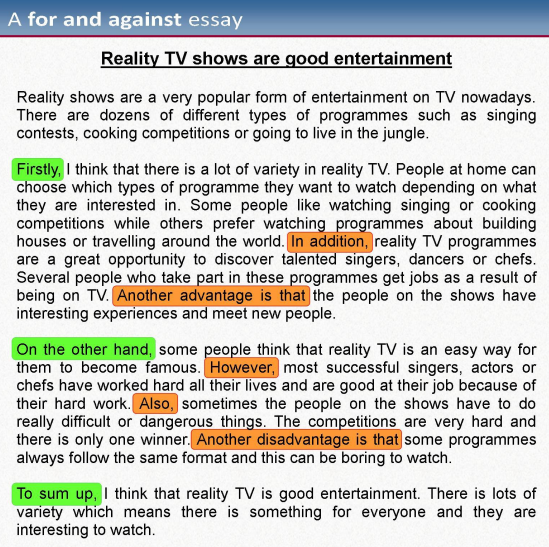 A for and against essay
Reality TV shows are good entertainment
Reality shows are a very popular form of entertainment on TV nowadays.
There are dozens of different types of programmes such as singing
contests, cooking competitions or going to live in the jungle.
Firstly, I think that there is a lot of variety in reality TV. People at home can
choose which types of programme they want to watch depending on what
they are interested in. Some people like watching singing or cooking
competitions while others prefer watching programmes about building
houses or travelling around the world. In addition, reality TV programmes
are a great opportunity to discover talented singers, dancers or chefs.
Several people who take part in these programmes get jobs as a result of
being on TV. Another advantage is that the people on the shows have
interesting experiences and meet new people.
On the other hand, some people think that reality TV is an easy way for
them to become famous. However, most successful singers, actors or
chefs have worked hard all their lives and are good at their job because of
their hard work. Also, sometimes the people on the shows have to do
really difficult or dangerous things. The competitions are very hard and
there is only one winner. Another disadvantage is that some programmes
always follow the same format and this can be boring to watch.
To sum up, I think that reality TV is good entertainment. There is lots of
variety which means there is something for everyone and they are
interesting to watch.